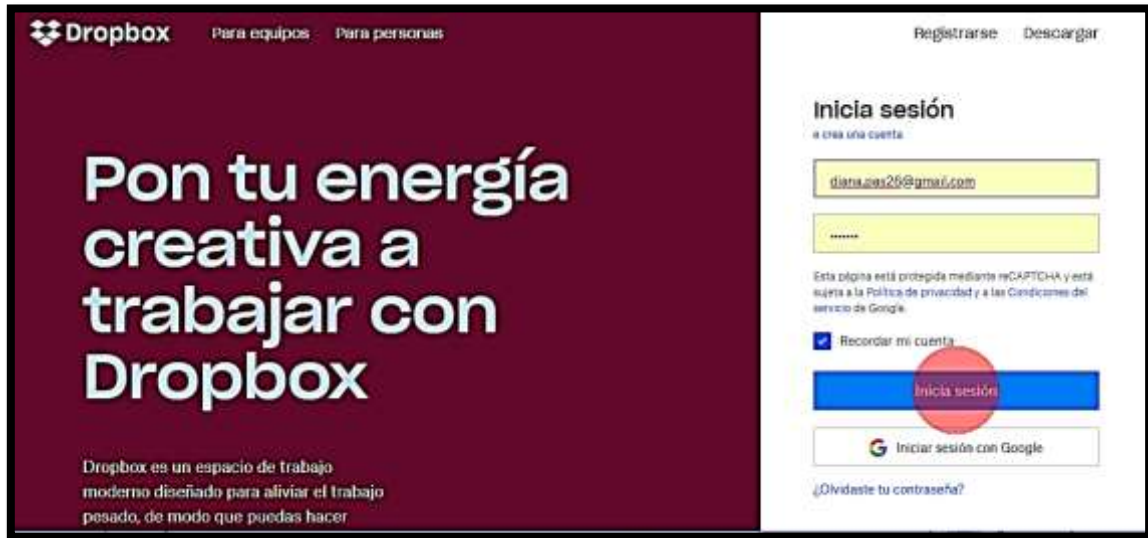 Dropbox Para equipos Para personas
Registrarse Descargar
Pon tu energía
creativa a
trabajar con
Dropbox
Dropbox es un espacio de trabajo
moderno diseñado para aliviar el trabajo
pesado, de modo que puedas hacer
Inicia sesión
o crea una cuenta
diana.pas26@gmail.com
•••••••
Esta página está protegida mediante reCAPTCHA y está
sujeta a la Política de privacidad y a las Condiciones del
servicio de Google.
Recordar mi cuenta
Inicia sesión
Iniciar sesión con Google
¿Olvidaste tu contraseña?